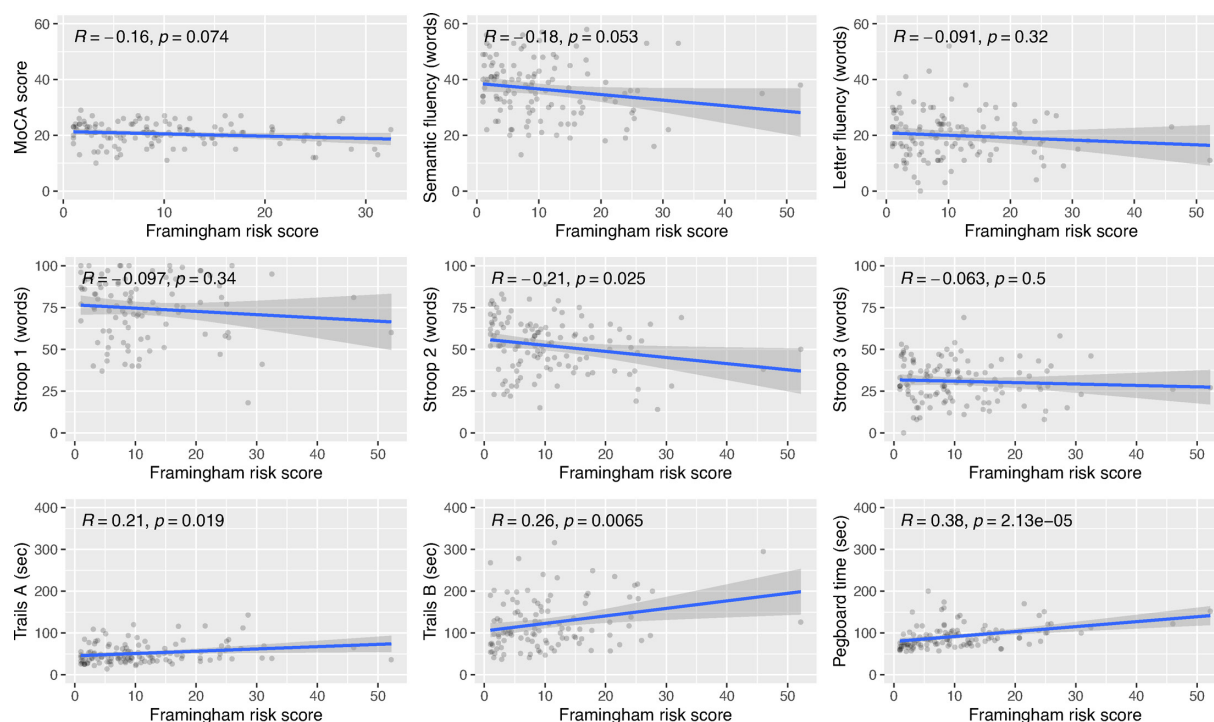 60
40
20
0
MoCA score
R = −0.16, p = 0.074
0 10 20 30
Framingham risk score
60
40
20
0
Semantic fluency (words)
R = −0.18, p = 0.053
0 10 20 30 40 50
Framingham risk score
60
40
20
0
Letter fluency (words)
R = −0.091, p = 0.32
0 10 20 30 40 50
Framingham risk score
100
75
50
25
0
Stroop 1 (words)
R = −0.097, p = 0.34
0 10 20 30 40 50
Framingham risk score
100
75
50
25
0
Stroop 2 (words)
R = −0.21, p = 0.025
0 10 20 30 40 50
Framingham risk score
100
75
50
25
0
Stroop 3 (words)
R = −0.063, p = 0.5
0 10 20 30 40 50
Framingham risk score
400
300
200
100
0
Trails A (sec)
R = 0.21, p = 0.019
0 10 20 30 40 50
Framingham risk score
400
300
200
100
0
Trails B (sec)
R = 0.26, p = 0.0065
0 10 20 30 40 50
Framingham risk score
400
300
200
100
0
Pegboard time (sec)
R = 0.38, p = 2.13e−05
0 10 20 30 40 50
Framingham risk score